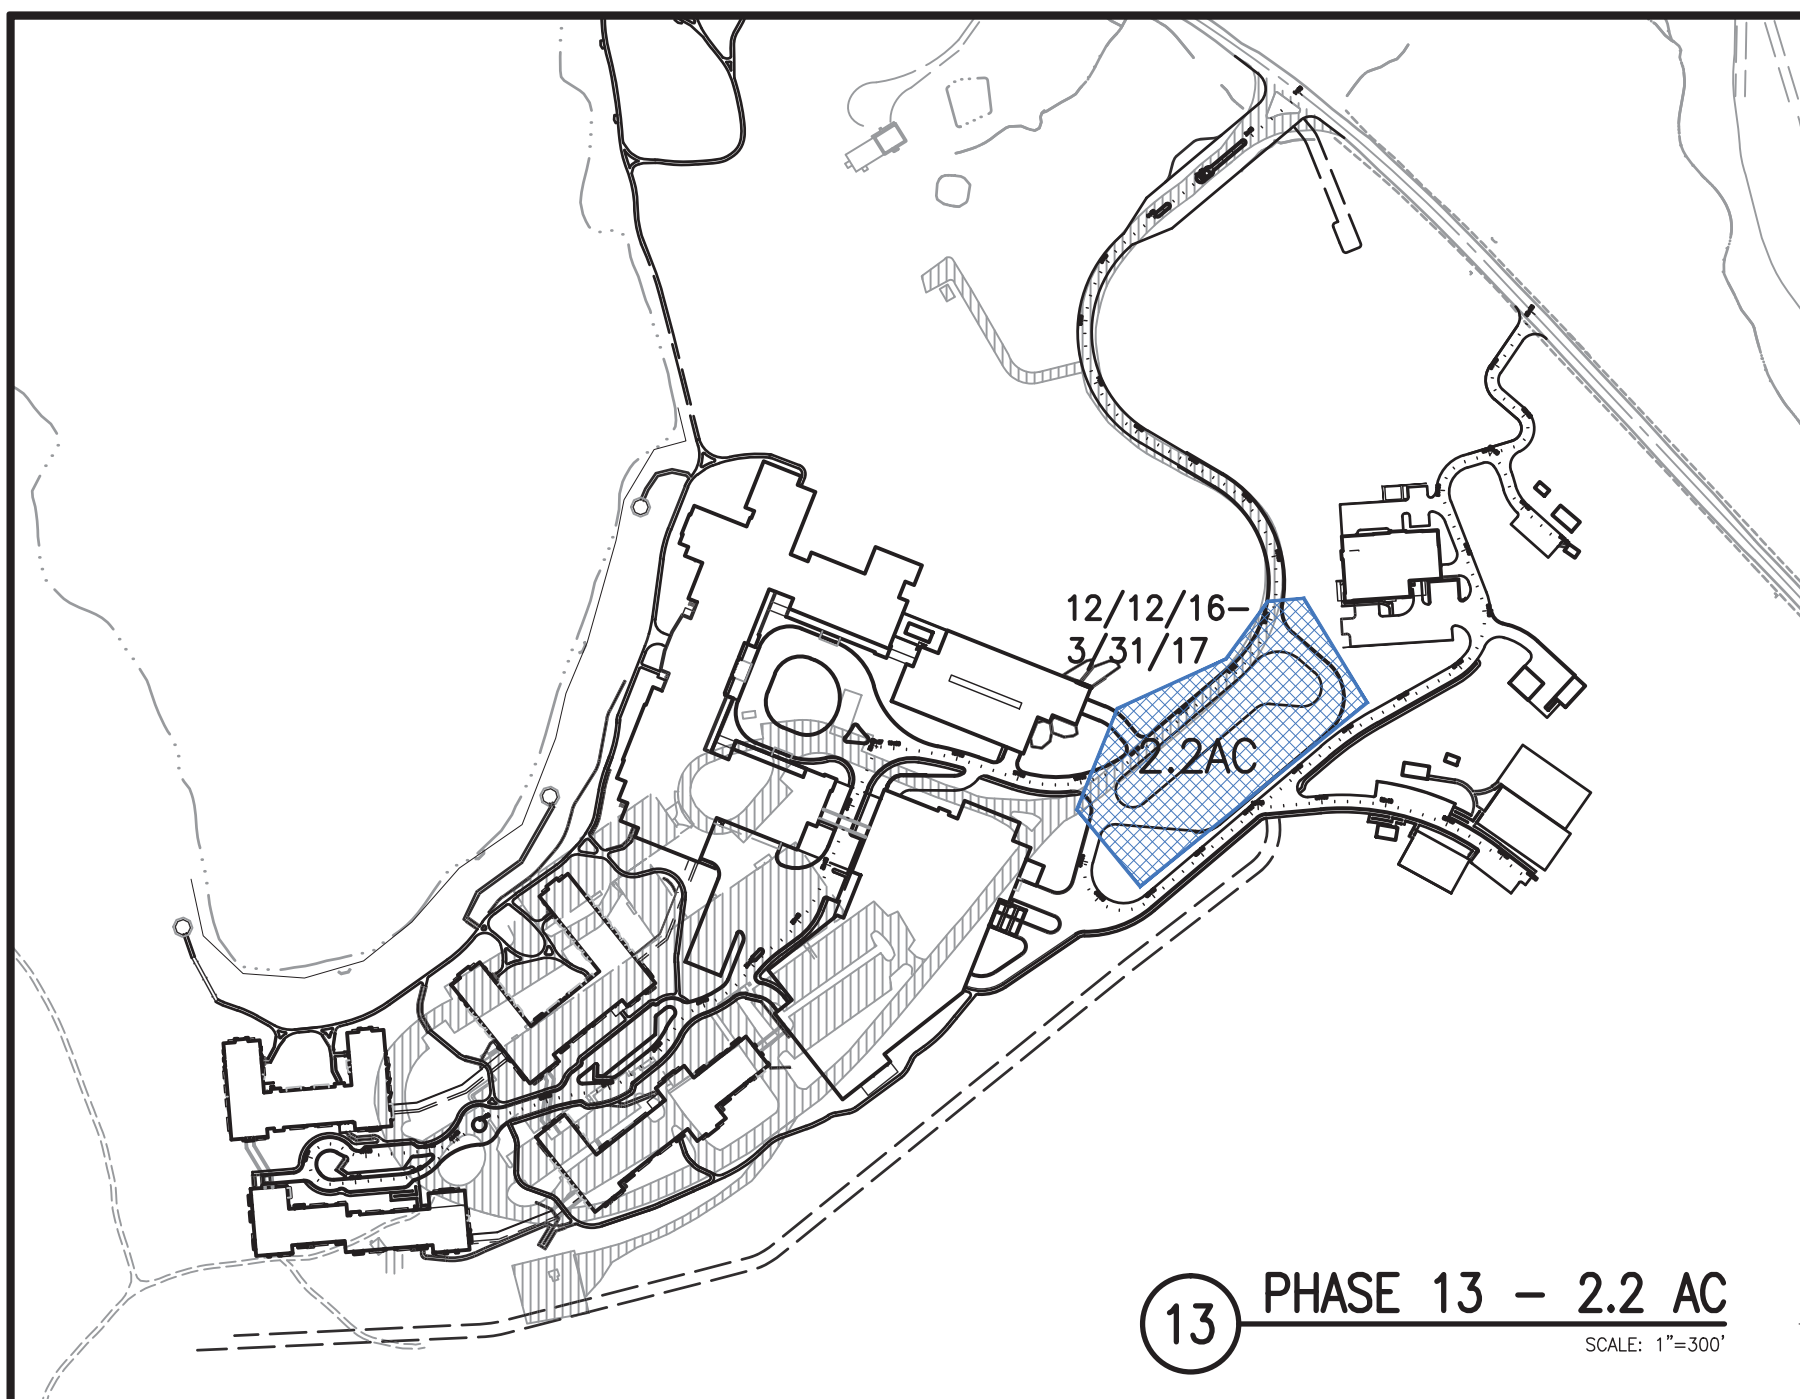 12/12/16-
3/31/17
2.2AC
13
PHASE 13 - 2.2 AC
SCALE: 1"=300'